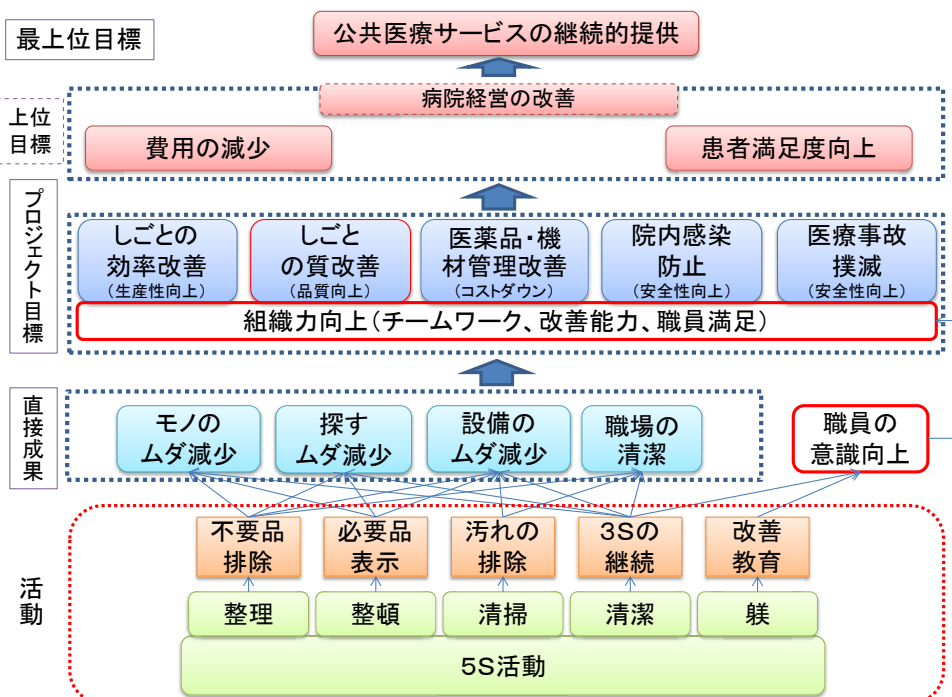 最上位目標
公共医療サービスの継続的提供
上位
目標
病院経営の改善
費用の減少
患者満足度向上
プロジェクト目標
しごとの
効率改善
(生産性向上)
しごと
の質改善
(品質向上)
医薬品・機
材管理改善
(コストダウン)
院内感染
防止
(安全性向上)
医療事故
撲滅
(安全性向上)
組織力向上(チームワーク、改善能力、職員満足)
直接成果
モノの
ムダ減少
探す
ムダ減少
設備の
ムダ減少
職場の
清潔
職員の
意識向上
活動
不要品
排除
必要品
表示
汚れの
排除
3Sの
継続
改善
教育
整理
整頓
清掃
清潔
躾
5S活動